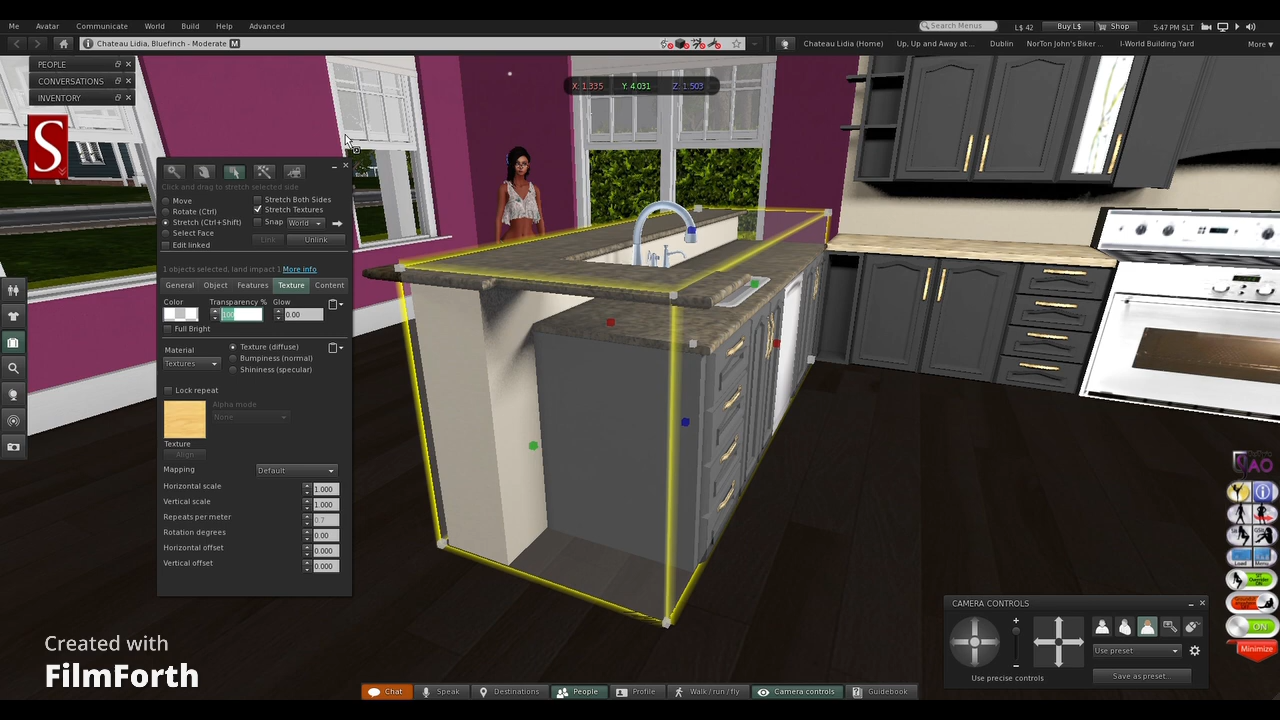 Me Avatar Communicate World Build Help Advanced
Search Menus L$ 42 Buy L$ Shop 5:47 PM SLT
Chateau Lidia, Bluefinch - Moderate M
Chateau Lidia (Home) Up, Up and Away at ... Dublin NorTon John's Biker ... I-World Building Yard More ▼
PEOPLE
CONVERSATIONS
INVENTORY
S
X: 1.335 Y: 4.031 Z: 1.503
Click and drag to stretch selected side
Move
Rotate (Ctrl)
Stretch (Ctrl+Shift)
Select Face
Edit linked
Stretch Both Sides
Stretch Textures
Snap World
Link Unlink
1 objects selected, land impact 1 More info
General Object Features Texture Content
Color Transparency % Glow
100 0.00
Full Bright
Material
Textures
Texture (diffuse)
Bumpiness (normal)
Shininess (specular)
Lock repeat
Alpha mode
None
Texture
Align
Mapping Default
Horizontal scale 1.000
Vertical scale 1.000
Repeats per meter 0.7
Rotation degrees 0.00
Horizontal offset 0.000
Vertical offset 0.000
AO
Load Menu
ON
Minimize
CAMERA CONTROLS
Use preset
Use precise controls
Save as preset...
Created with
FilmForth
Chat Speak Destinations People Profile Walk / run / fly Camera controls Guidebook